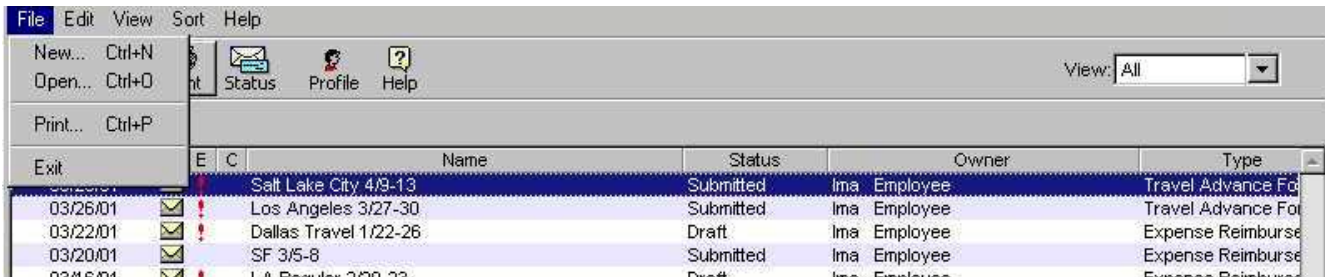 File Edit View Sort Help
New... Ctrl+N
Open... Ctrl+O
Status Profile Help View: All
Print... Ctrl+P
Exit
E C Name Status Owner Type
Salt Lake City 4/9-13 Submitted Ima Employee Travel Advance
03/26/01 Los Angeles 3/27-30 Submitted Ima Employee Travel Advance
03/22/01 Dallas Travel 1/22-26 Draft Ima Employee Expense Reimburse
03/20/01 SF 3/5-8 Submitted Ima Employee Expense Reimburse